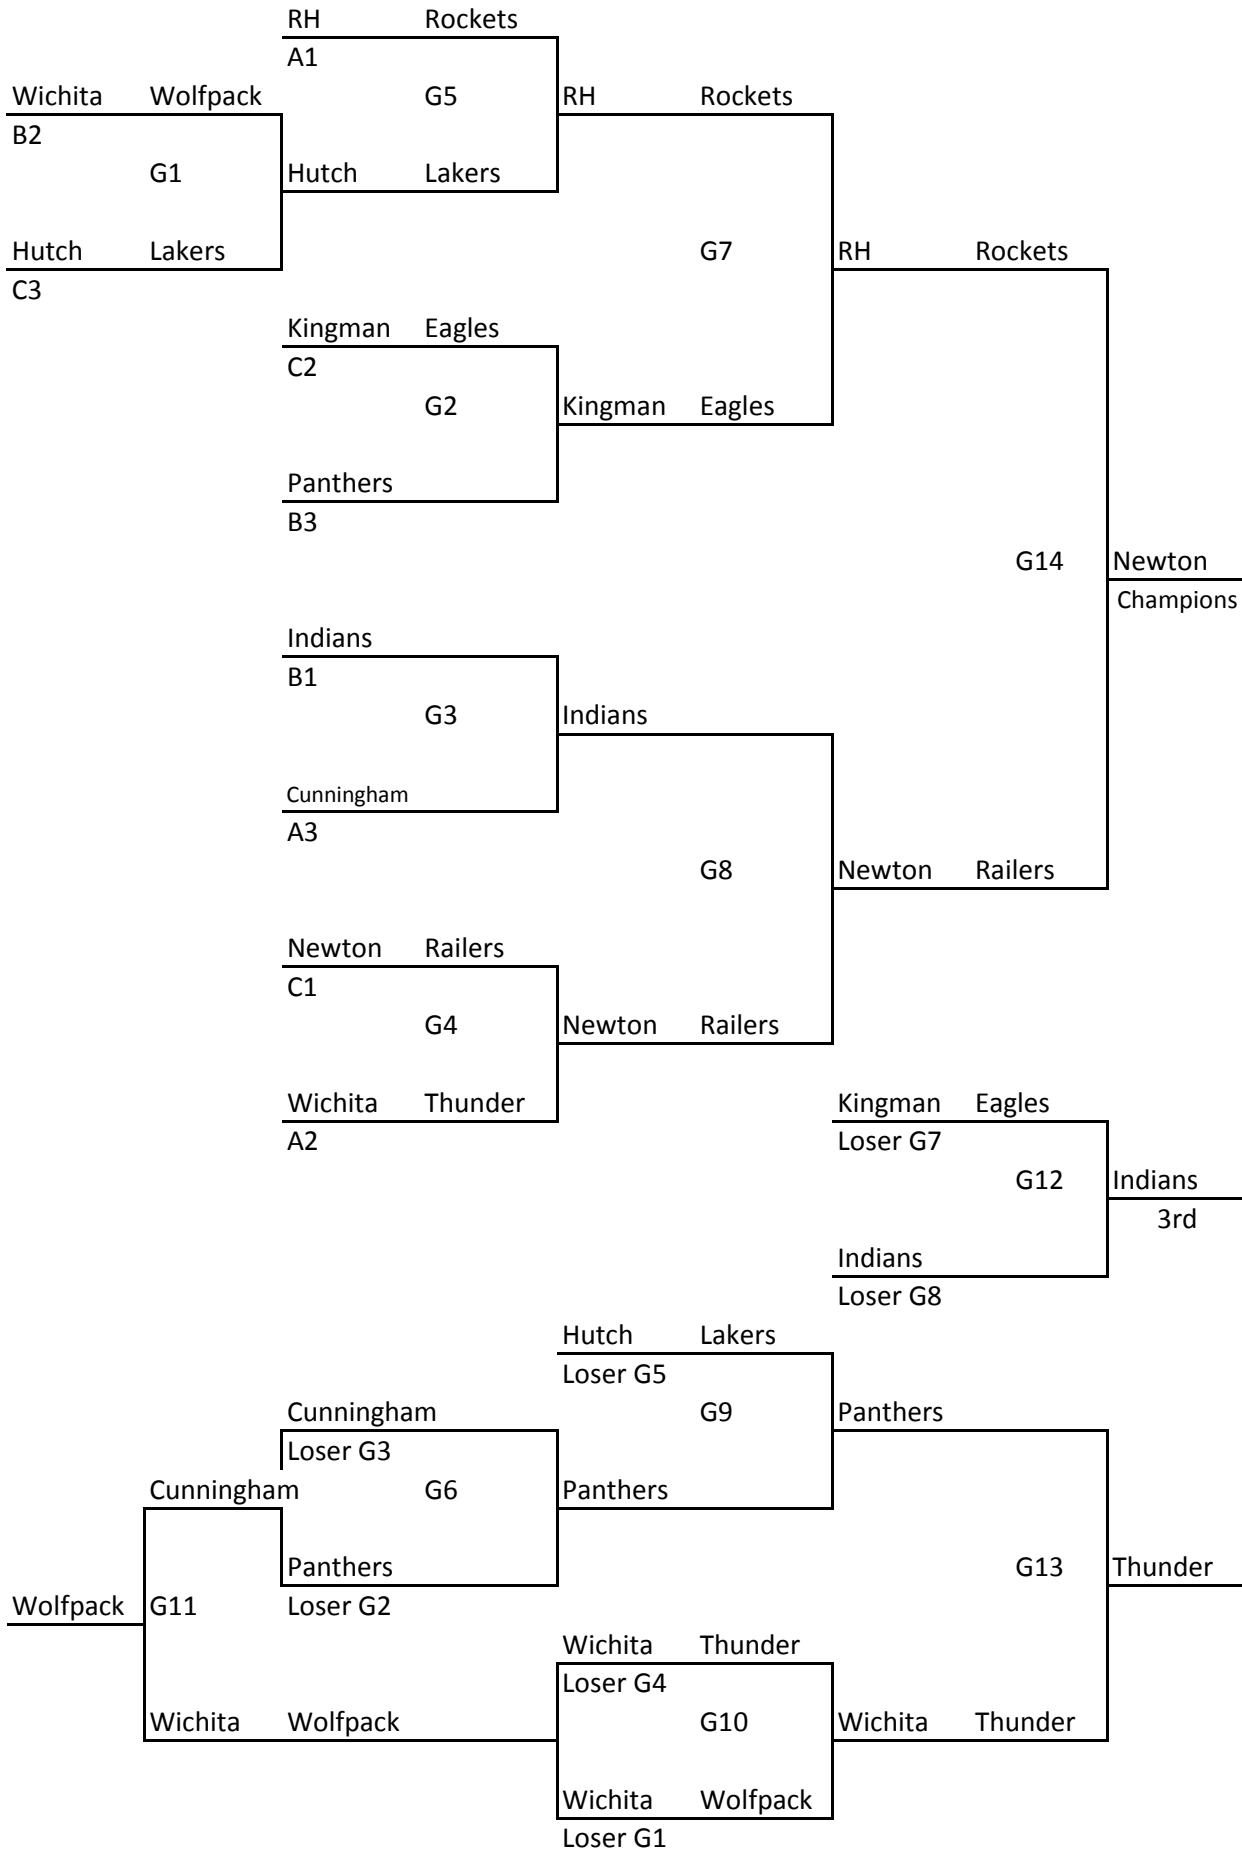 RH Rockets
A1
Wichita Wolfpack G5 RH Rockets
B2
G1 Hutch Lakers
Hutch Lakers G7 RH Rockets
C3
Kingman Eagles
C2
G2 Kingman Eagles
Panthers
B3
G14 Newton
Champions
Indians
B1
G3 Indians
Cunningham
A3
G8 Newton Railers
Newton Railers
C1
G4 Newton Railers
Wichita Thunder Kingman Eagles
A2 Loser G7
G12 Indians
3rd
Indians
Loser G8
Hutch Lakers
Loser G5
Cunningham G9 Panthers
Loser G3
Cunningham G6 Panthers
Panthers G13 Thunder
Wolfpack G11 Loser G2
Wichita Thunder
Loser G4
Wichita Wolfpack G10 Wichita Thunder
Wichita Wolfpack
Loser G1